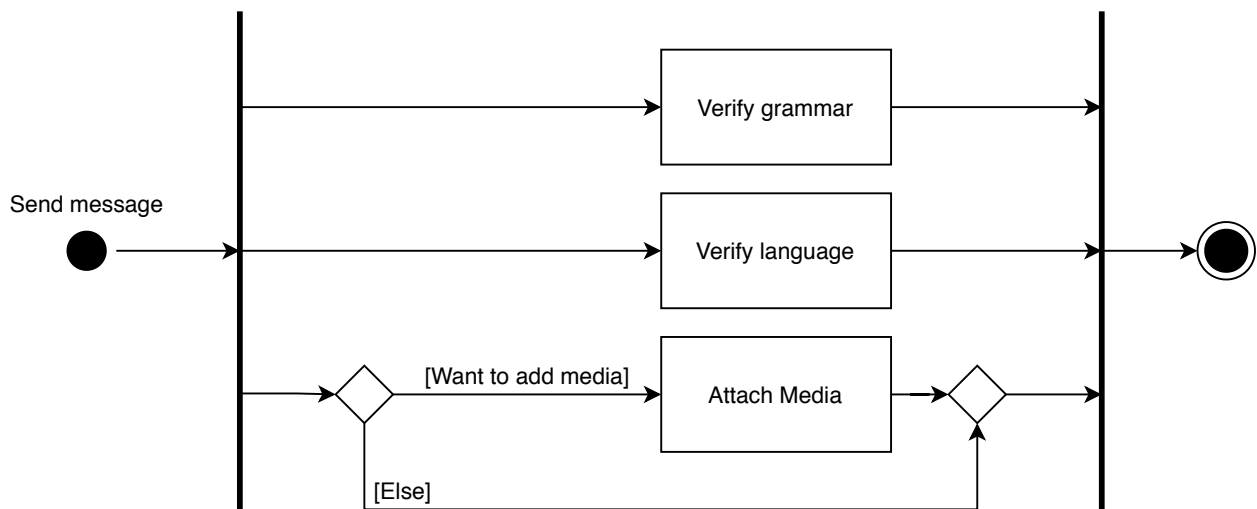 Verify grammar
Send message
Verify language
[Want to add media]
Attach Media
[Else]